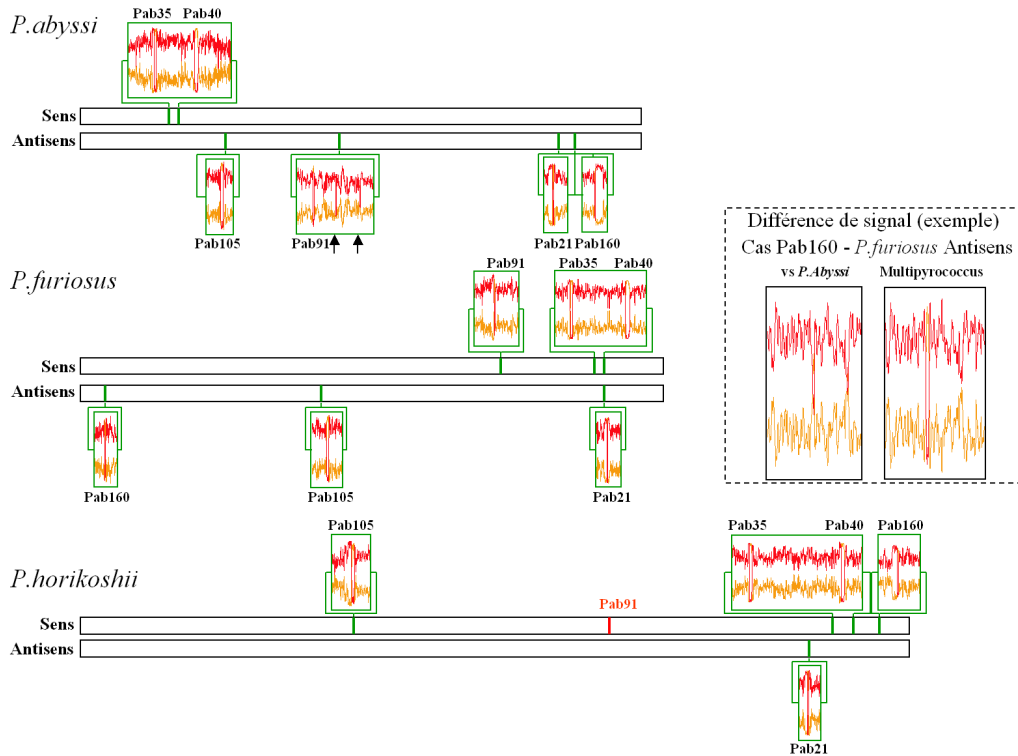 P.abyssi
Pab35 Pab40
Sens
Antisens
Pab105
Pab91
Pab21 Pab160
Différence de signal (exemple)
Cas Pab160 - P.furiosus Antisens
vs P.Abyssi Multipyrococcus
P.furiosus
Pab91 Pab35 Pab40
Sens
Antisens
Pab160
Pab105
Pab21
P.horikoshii
Pab105
Pab35 Pab40 Pab160
Pab91
Sens
Antisens
Pab21